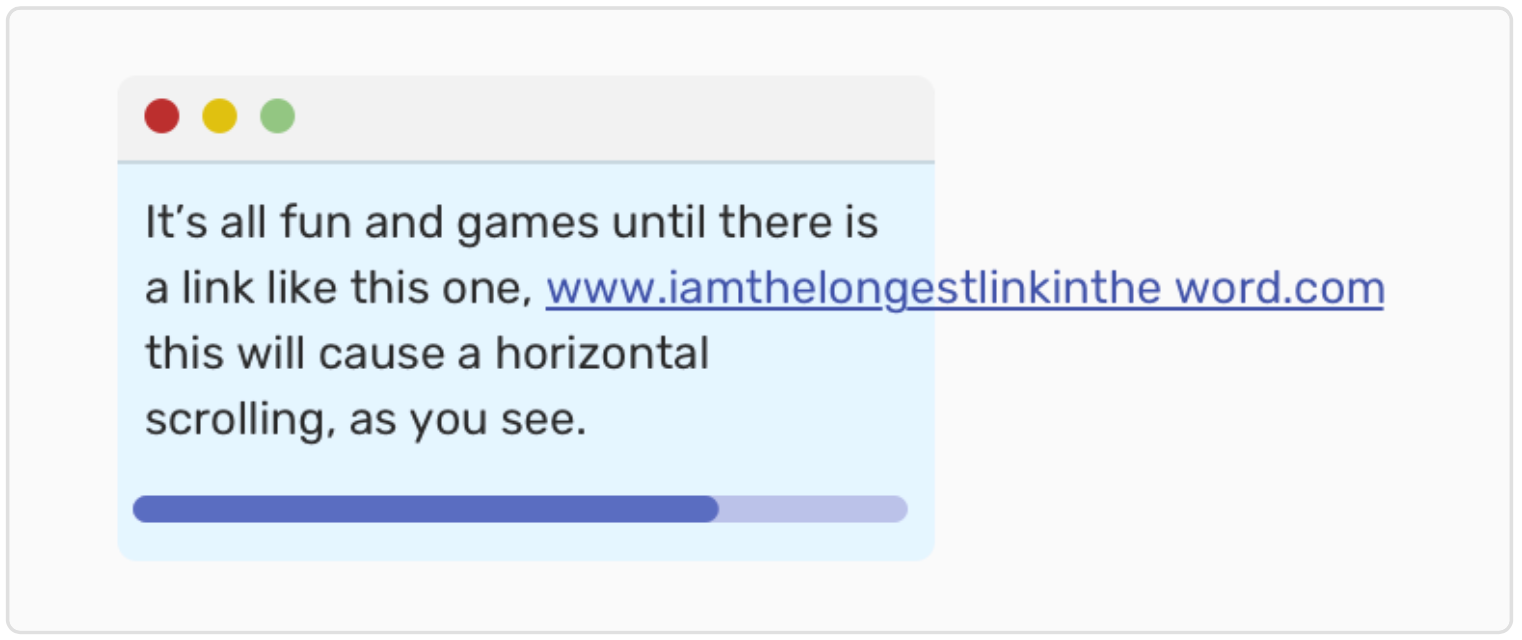 It’s all fun and games until there is
a link like this one, www.iamthelongestlinkinthe word.com
this will cause a horizontal
scrolling, as you see.